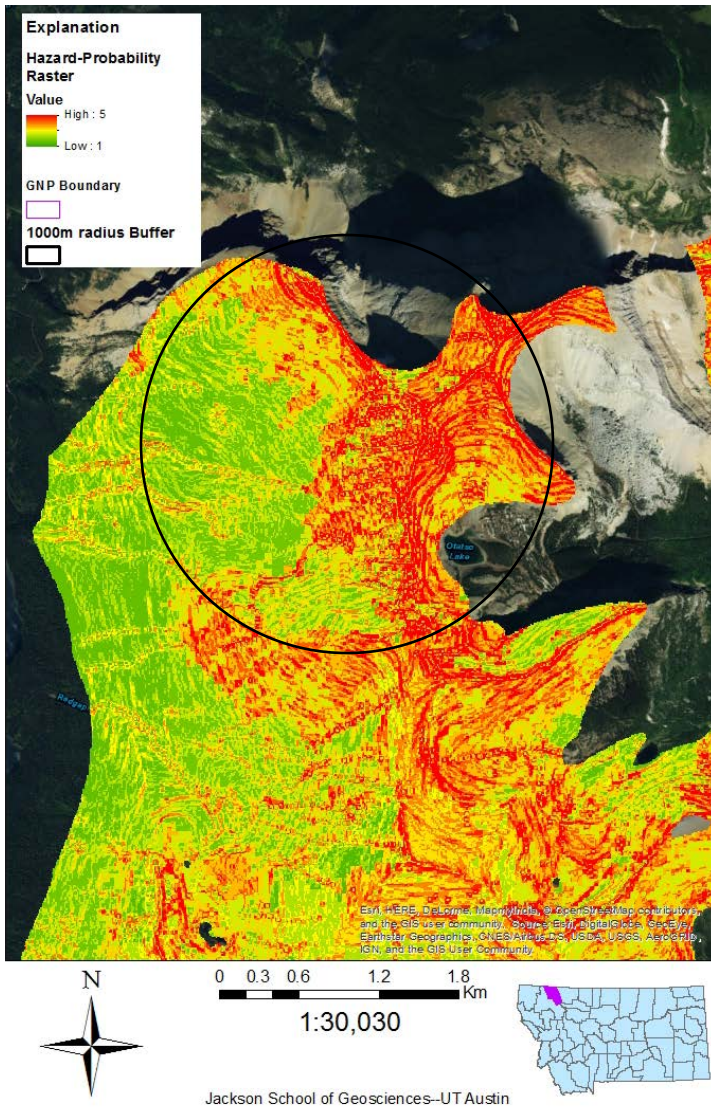 Explanation
Hazard-Probability
Raster
Value
High : 5
Low : 1
GNP Boundary
1000m radius Buffer
Otatso
Lake
Redgap
Esri, HERE, DeLorme, MapmyIndia, © OpenStreetMap contributors,
and the GIS user community, Source: Esri, DigitalGlobe, GeoEye,
Earthstar Geographics, CNES/Airbus DS, USDA, USGS, AeroGRID,
IGN, and the GIS User Community
N
0 0.3 0.6 1.2 1.8
Km
1:30,030
Jackson School of Geosciences--UT Austin